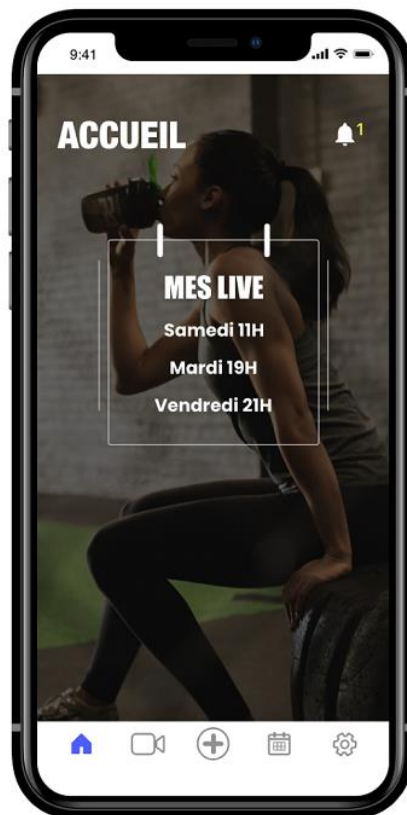 9:41
ACCUEIL
1
MES LIVE
Samedi 11H
Mardi 19H
Vendredi 21H